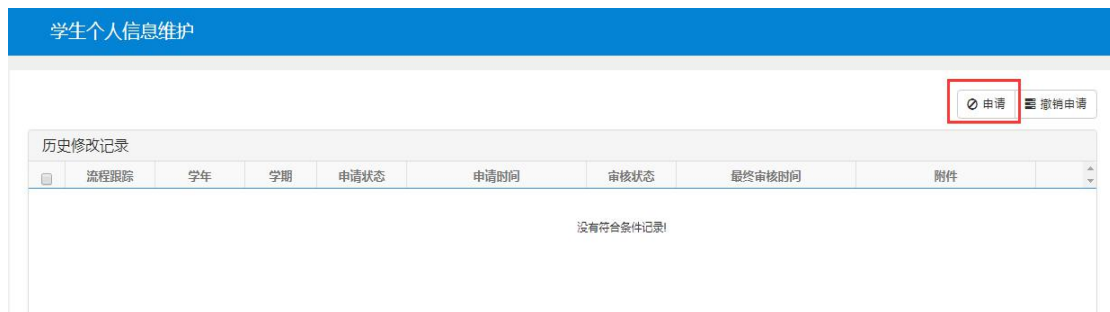 学生个人信息维护
申请 撤销申请
历史修改记录
流程跟踪 学年 学期 申请状态 申请时间 审核状态 最终审核时间 附件
没有符合条件记录!